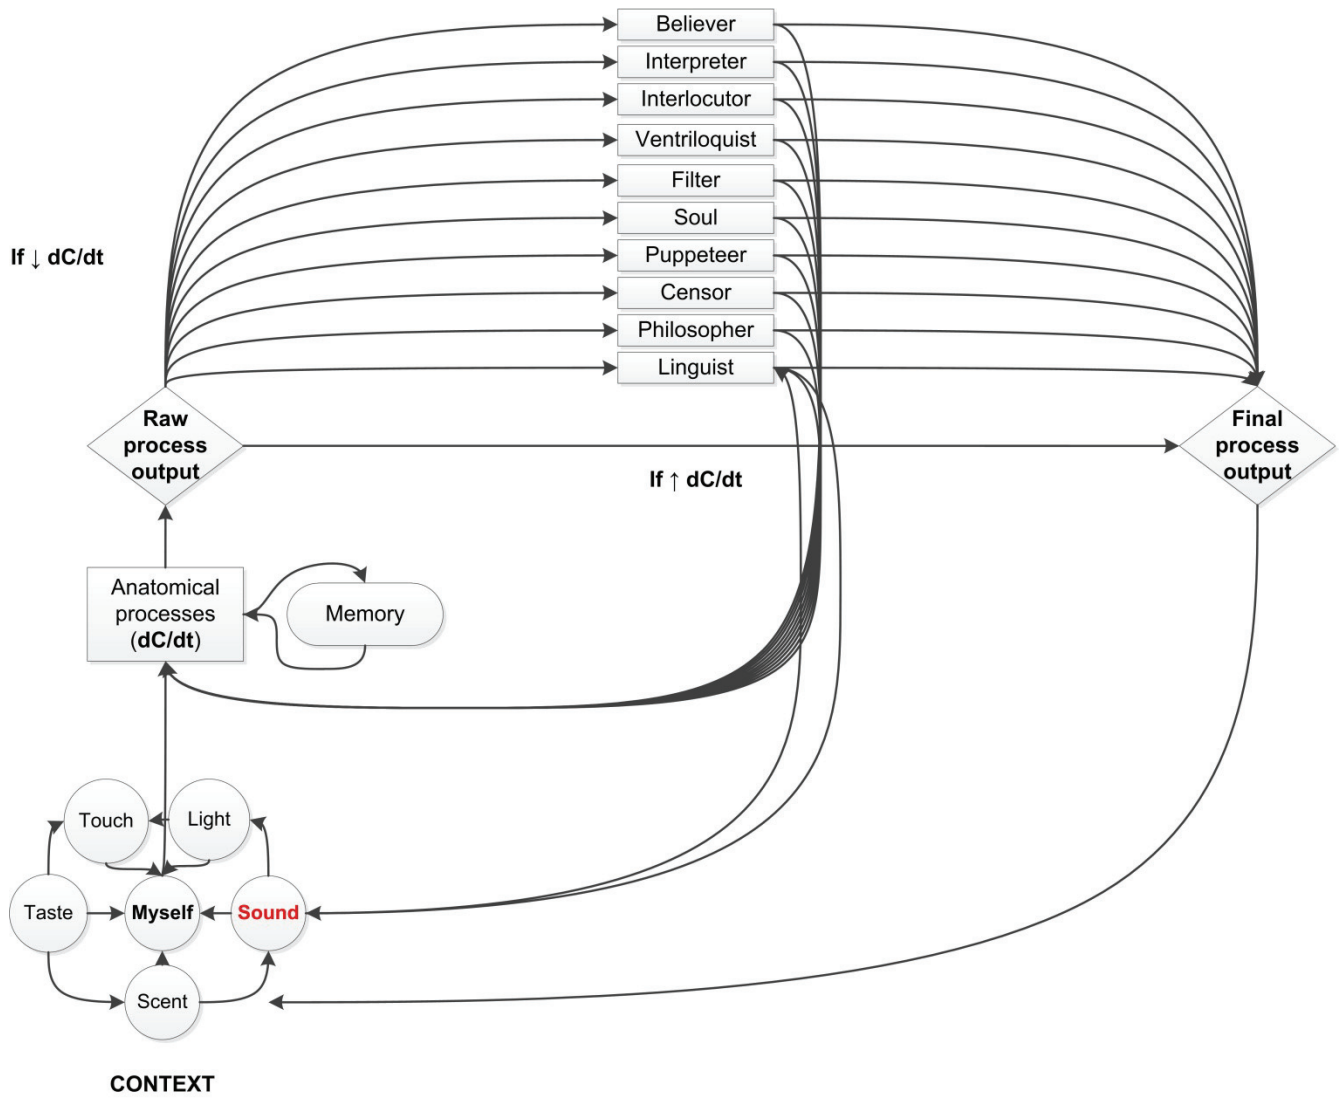 Believer
Interpreter
Interlocutor
Ventriloquist
Filter
Soul
Puppeteer
Censor
Philosopher
Linguist
If ↓ dC/dt
Raw
process
output
If ↑ dC/dt
Final
process
output
Anatomical
processes
(dC/dt)
Memory
Touch
Light
Taste
Myself
Sound
Scent
CONTEXT